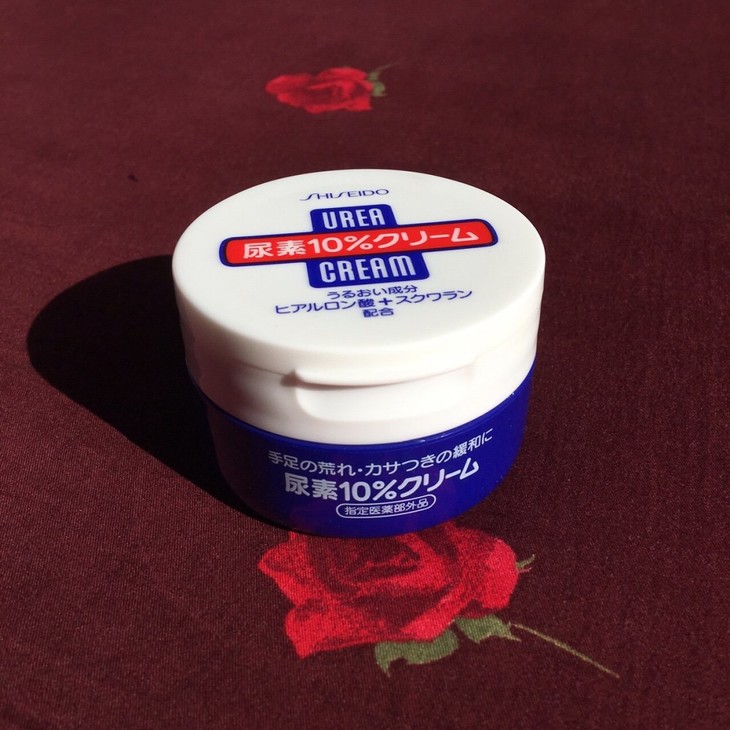 SHISEIDO
UREA
尿素10%クリーム
CREAM
うるおい成分
ヒアルロン酸+スクワラン
配合
手足の荒れ・カサつきの緩和に
尿素10%クリーム
指定医薬部外品